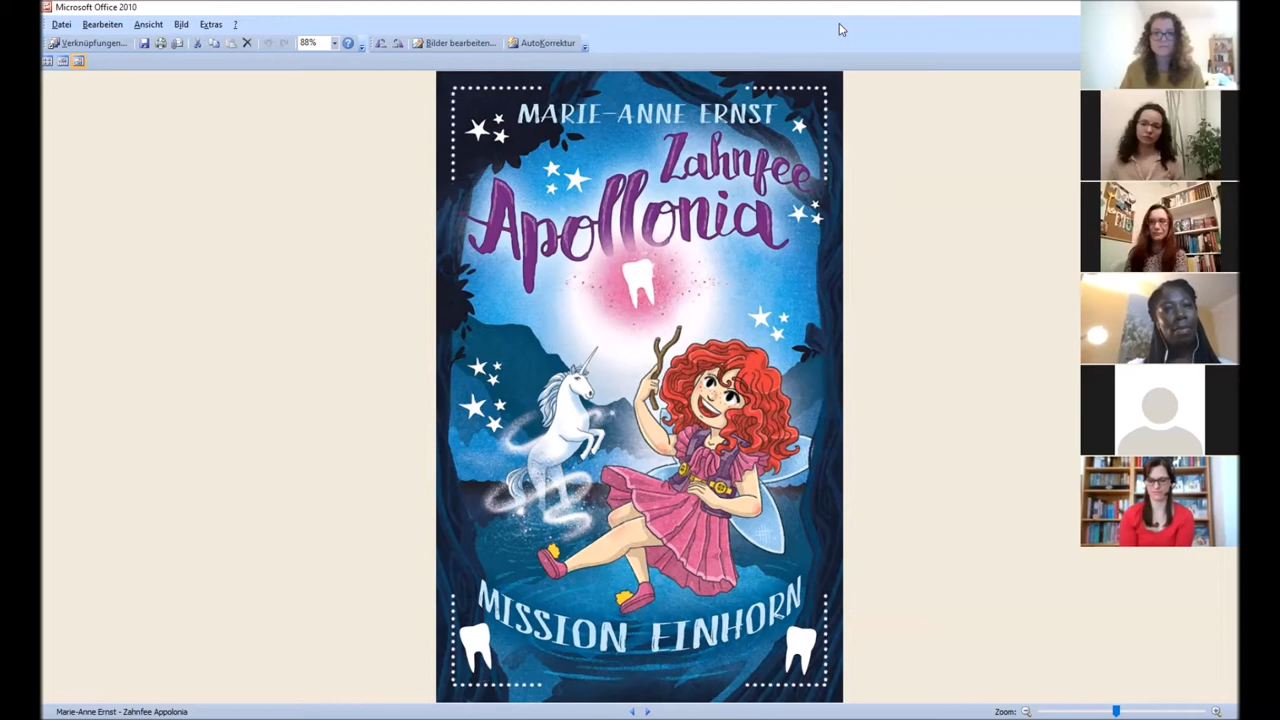 Microsoft Office 2010
Datei Bearbeiten Ansicht Bild Extras ?
Verknüpfungen... 88% Bilder bearbeiten... AutoKorrektur
MARIE-ANNE ERNST
Zahnfee
Apollonia
MISSION EINHORN
Marie-Anne Ernst - Zahnfee Appolonia
Zoom: